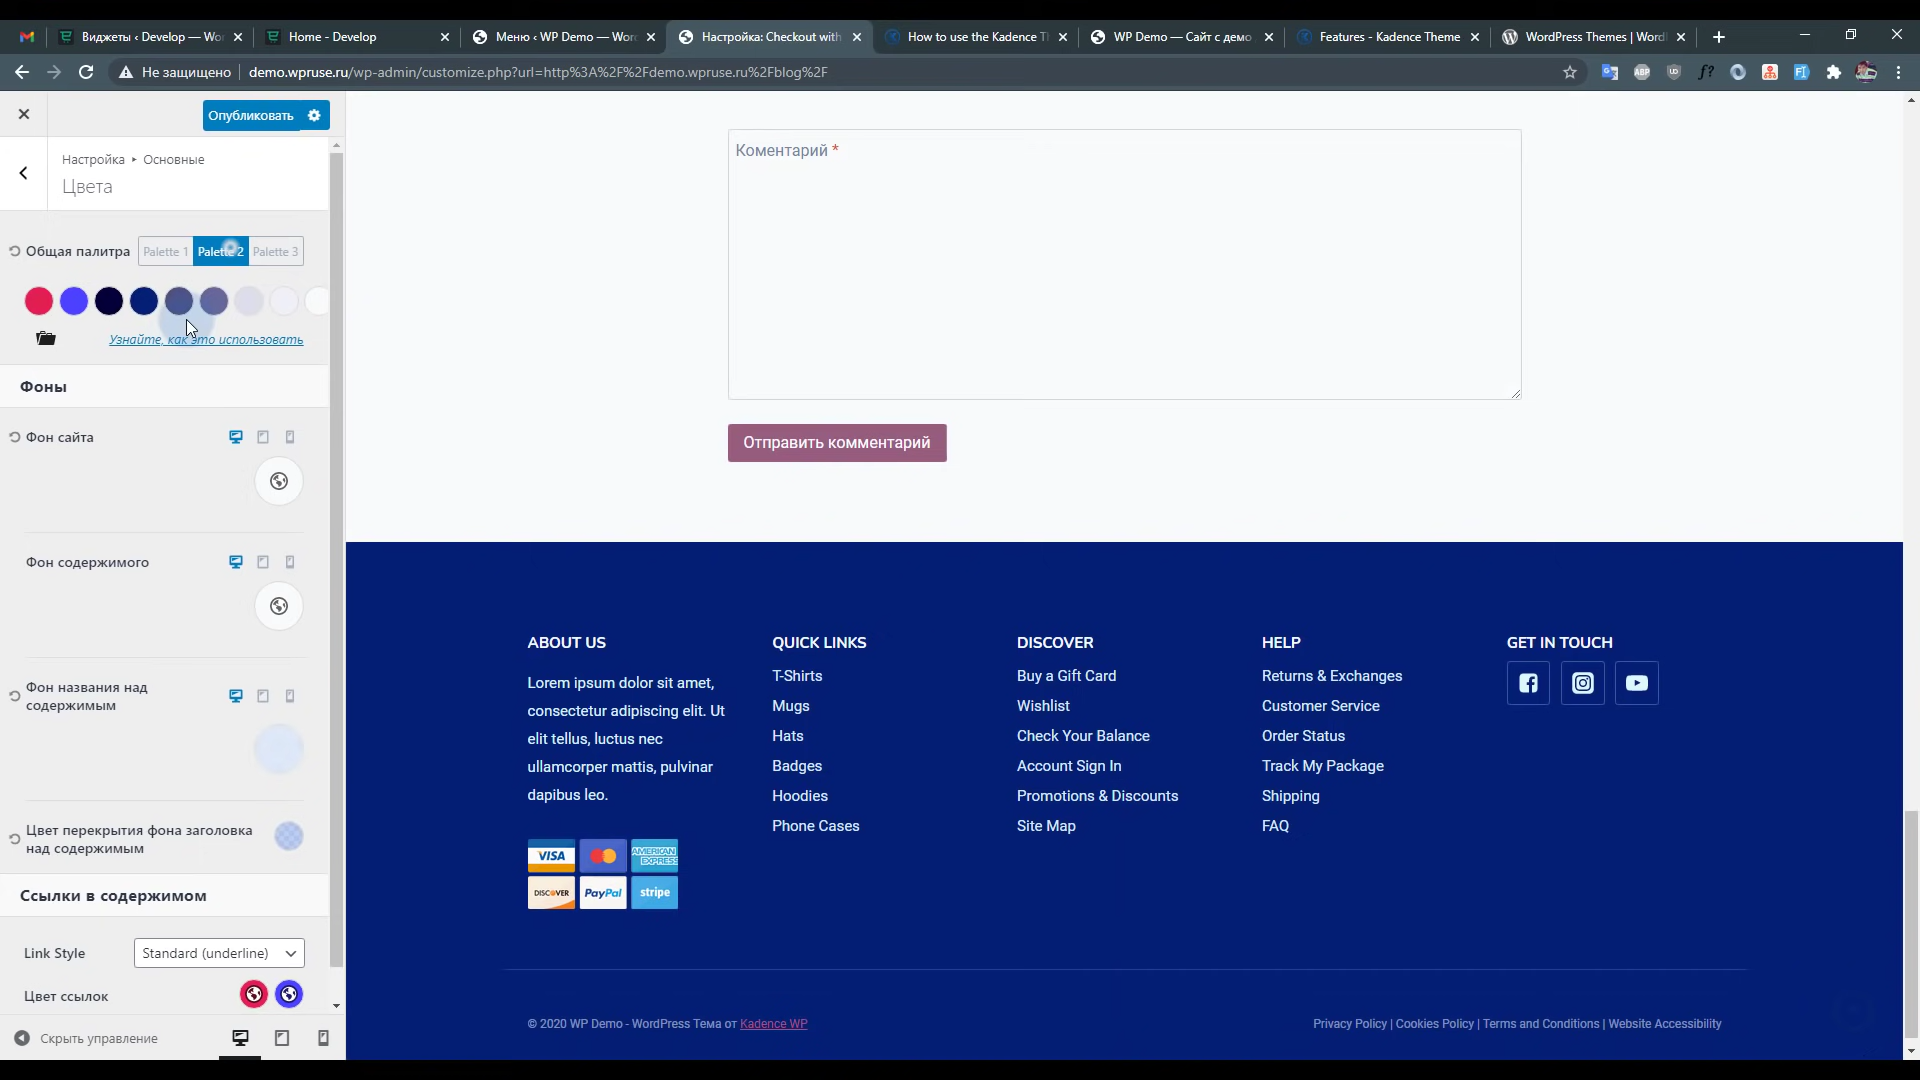 Виджеты ‹ Develop — Wo
Home - Develop
Меню ‹ WP Demo — Wor
Настройка: Checkout with
How to use the Kadence T
WP Demo — Сайт с демо
Features - Kadence Theme
WordPress Themes | Word
Не защищено
demo.wpruse.ru/wp-admin/customize.php?url=http%3A%2F%2Fdemo.wpruse.ru%2Fblog%2F
Опубликовать
Настройка ▸ Основные
Цвета
Общая палитра
Palette 1
Palette 2
Palette 3
Узнайте, как это использовать
Фоны
Фон сайта
Фон содержимого
Фон названия над
содержимым
Цвет перекрытия фона заголовка
над содержимым
Ссылки в содержимом
Link Style
Standard (underline)
Цвет ссылок
Скрыть управление
Коментарий *
Отправить комментарий
ABOUT US
Lorem ipsum dolor sit amet,
consectetur adipiscing elit. Ut
elit tellus, luctus nec
ullamcorper mattis, pulvinar
dapibus leo.
VISA
AMERICAN
EXPRESS
DISCOVER
PayPal
stripe
QUICK LINKS
T-Shirts
Mugs
Hats
Badges
Hoodies
Phone Cases
DISCOVER
Buy a Gift Card
Wishlist
Check Your Balance
Account Sign In
Promotions & Discounts
Site Map
HELP
Returns & Exchanges
Customer Service
Order Status
Track My Package
Shipping
FAQ
GET IN TOUCH
© 2020 WP Demo - WordPress Тема от Kadence WP
Privacy Policy | Cookies Policy | Terms and Conditions | Website Accessibility